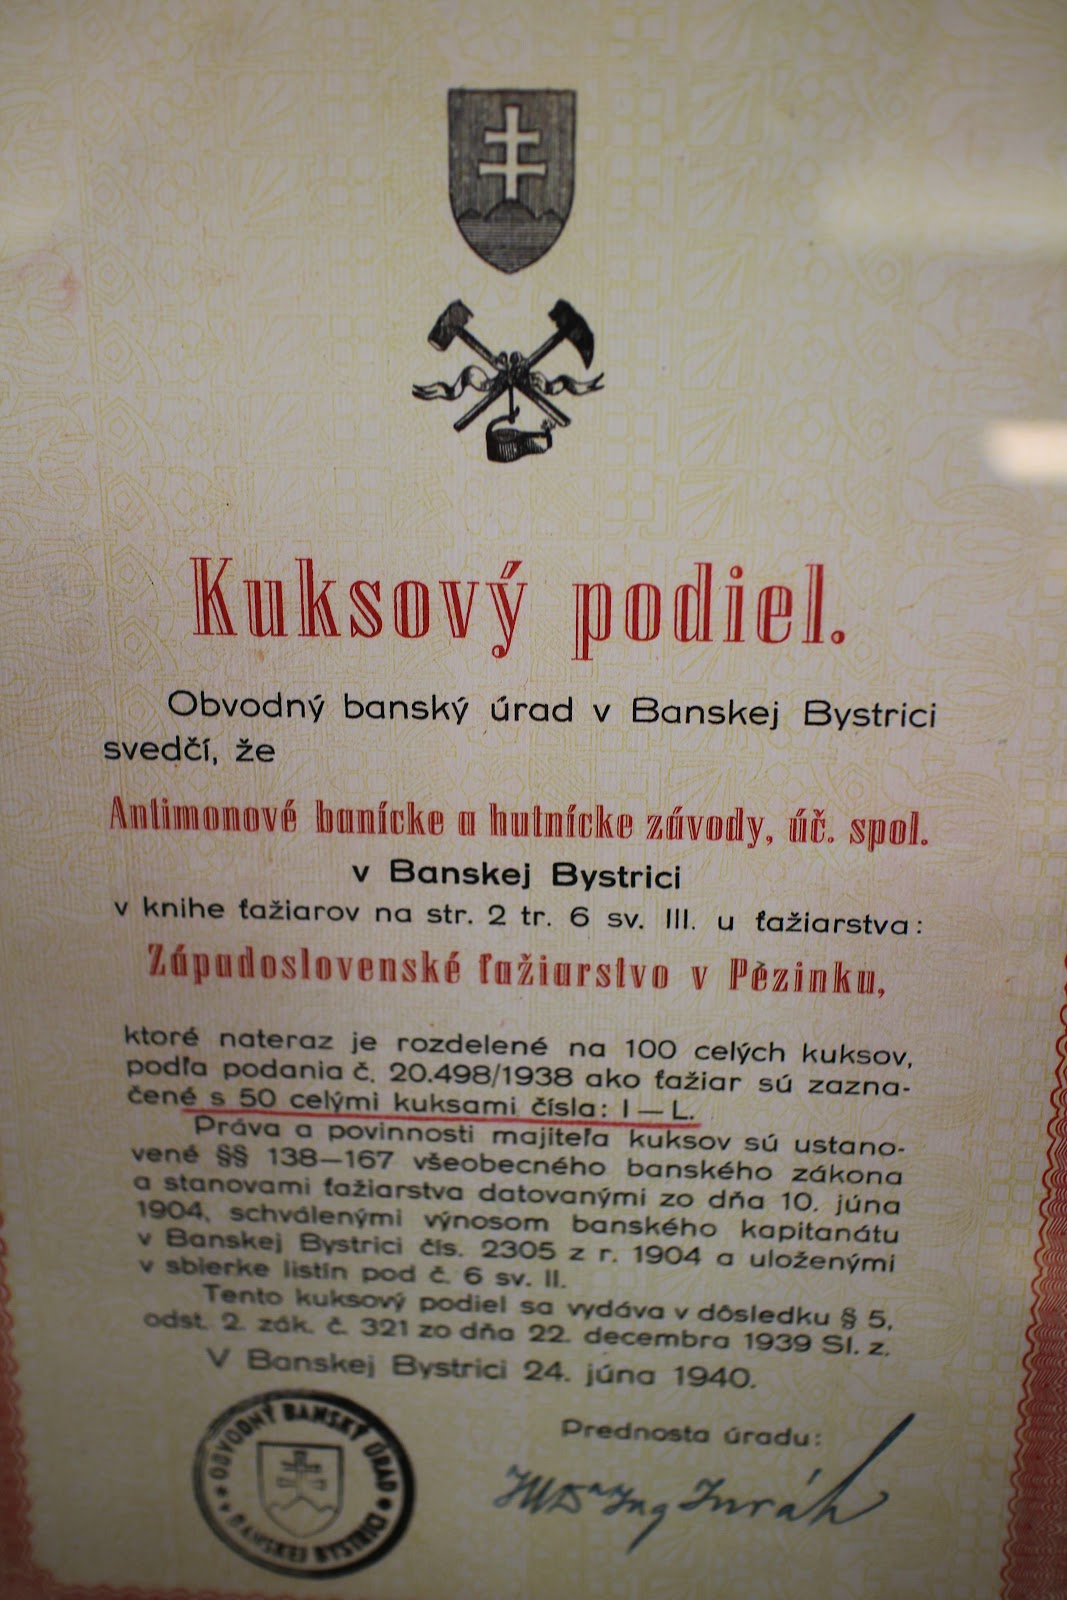 Kuksový podiel.
Obvodný banský úrad v Banskej Bystrici
svedčí, že
Antimonové banícke a hutnícke závody, úč. spol.
v Banskej Bystrici
v knihe ťažiarov na str. 2 tr. 6 sv. III. u ťažiarstva:
Západoslovenské ťažiarstvo v Pezinku,
ktoré nateraz je rozdelené na 100 celých kuksov,
podľa podania č. 20.498/1938 ako ťažiar sú zazna-
čené s 50 celými kuksami čísla: I—L.
Práva a povinnosti majiteľa kuksov sú ustano-
vené §§ 138—167 všeobecného banského zákona
a stanovami ťažiarstva datovanými zo dňa 10. júna
1904, schválenými výnosom banského kapitanátu
v Banskej Bystrici čís. 2305 z r. 1904 a uloženými
v sbierke listín pod č. 6 sv. II.
Tento kuksový podiel sa vydáva v dôsledku § 5,
odst. 2. zák. č. 321 zo dňa 22. decembra 1939 Sl. z.
V Banskej Bystrici 24. júna 1940.
Prednosta úradu:
OBVODNÝ BANSKÝ ÚRAD
BANSKEJ BYSTRICI